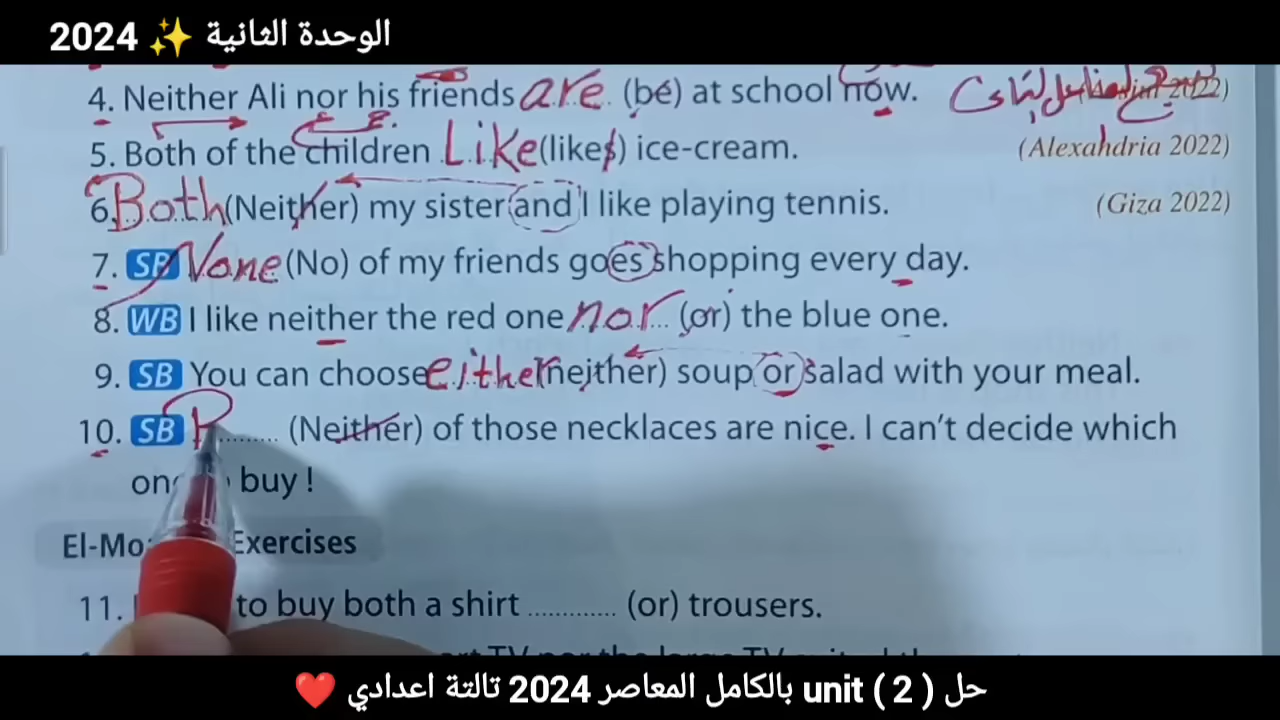 الوحدة الثانية ✨ 2024
4. Neither Ali nor his friends are (be) at school now.
5. Both of the children Like (likes) ice-cream. (Alexandria 2022)
6. Both (Neither) my sister and I like playing tennis. (Giza 2022)
7. SB None (No) of my friends goes shopping every day.
8. WB I like neither the red one nor (or) the blue one.
9. SB You can choose either (neither) soup or salad with your meal.
10. SB ......... (Neither) of those necklaces are nice. I can't decide which
buy !
Exercises
11. to buy both a shirt ............ (or) trousers.
حل unit ( 2 ) بالكامل المعاصر 2024 تالتة اعدادي ❤️